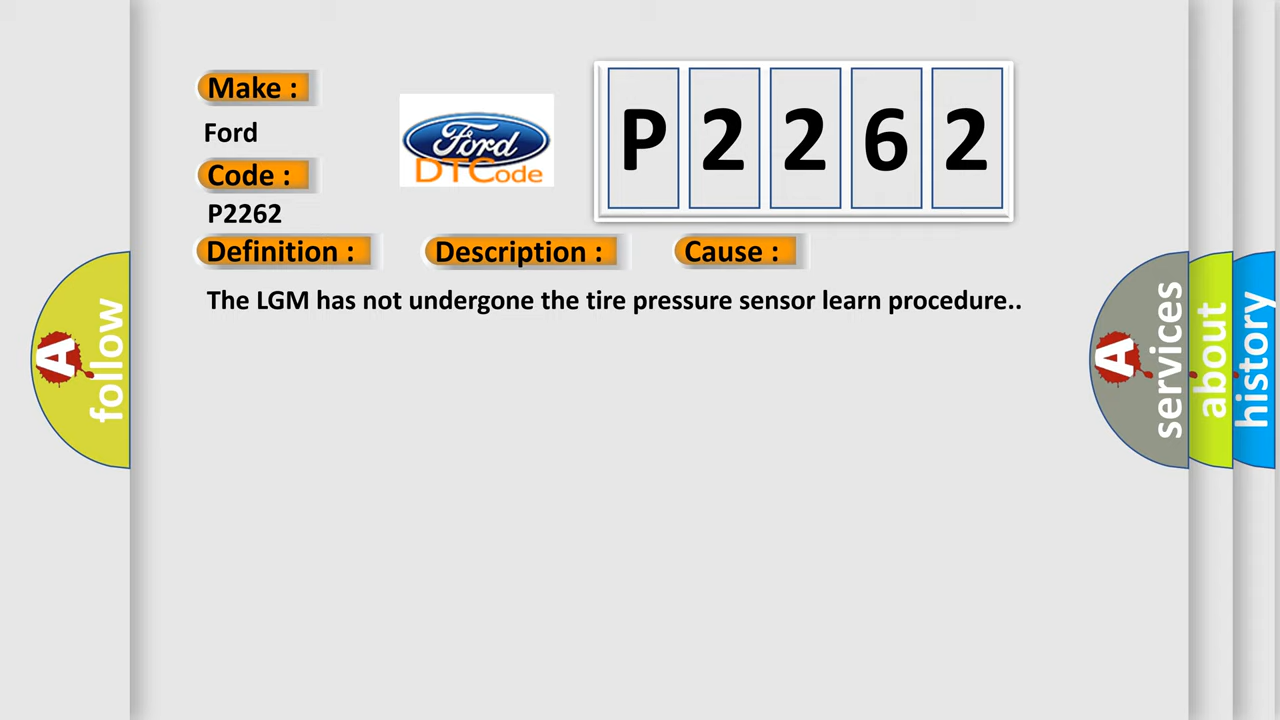 Make :
Ford
Code :
P2262
Ford
DTCode
P 2 2 6 2
Definition : Description : Cause :
The LGM has not undergone the tire pressure sensor learn procedure..
A follow
A services
about
history